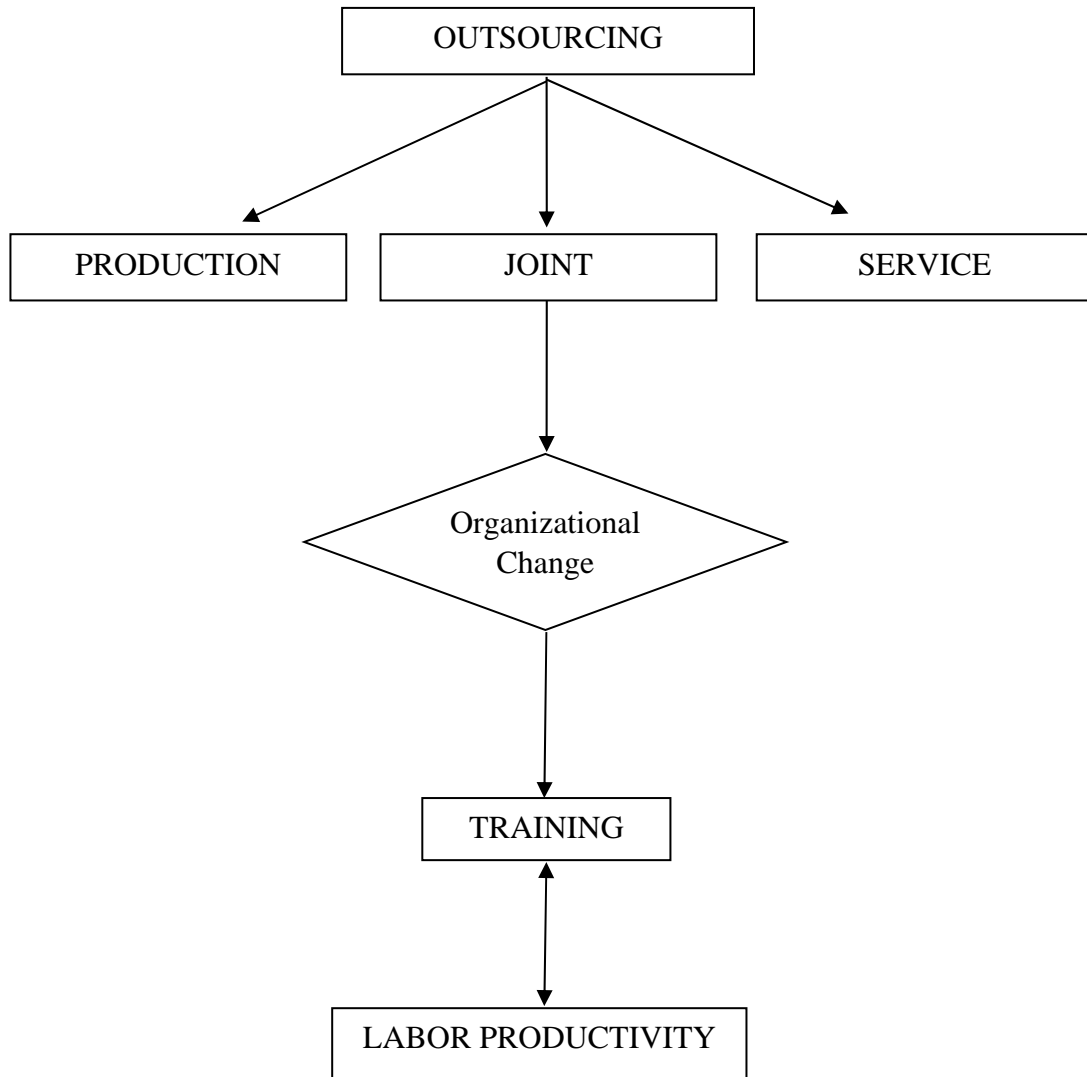 OUTSOURCING
PRODUCTION
JOINT
SERVICE
Organizational
Change
TRAINING
LABOR PRODUCTIVITY